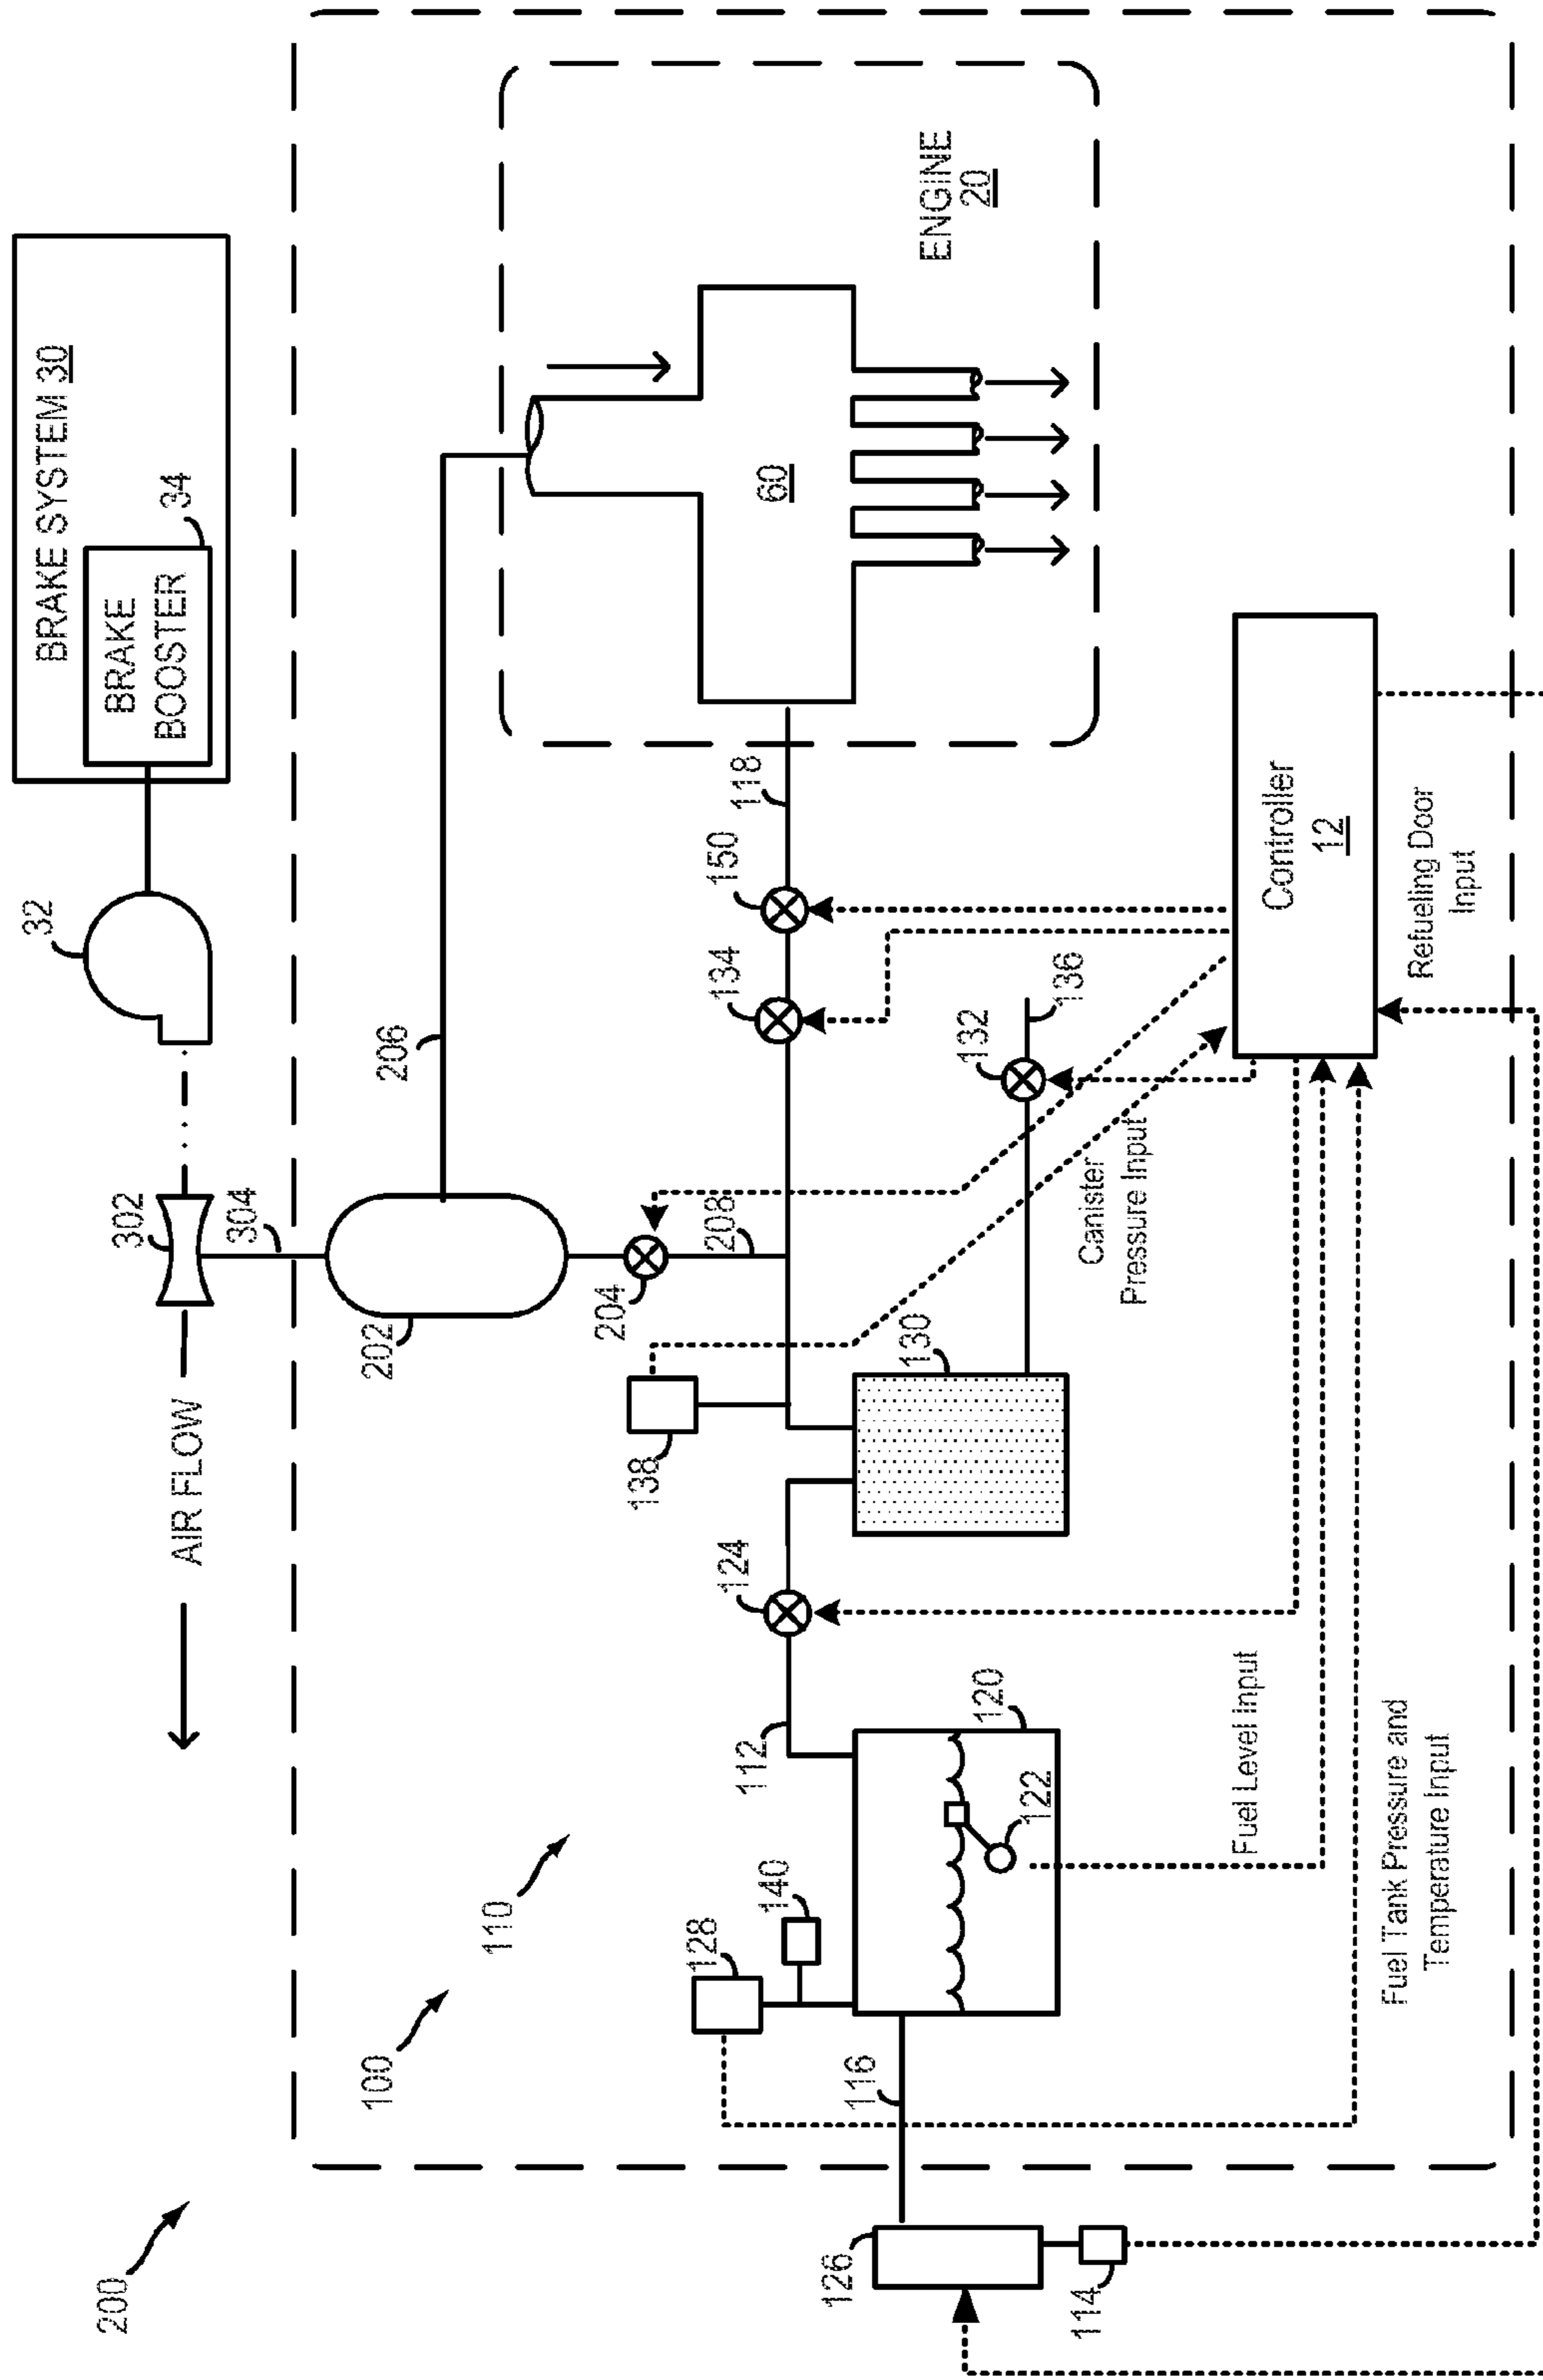 200
100
110
AIR FLOW
302
304
32
BRAKE SYSTEM 30
BRAKE
BOOSTER
34
202
206
204
208
138
134
150
118
60
ENGINE
20
126
114
116
128
140
112
120
122
124
130
132
136
Canister
Pressure Input
Controller
12
Fuel Level Input
Fuel Tank Pressure and
Temperature Input
Refueling Door
Input